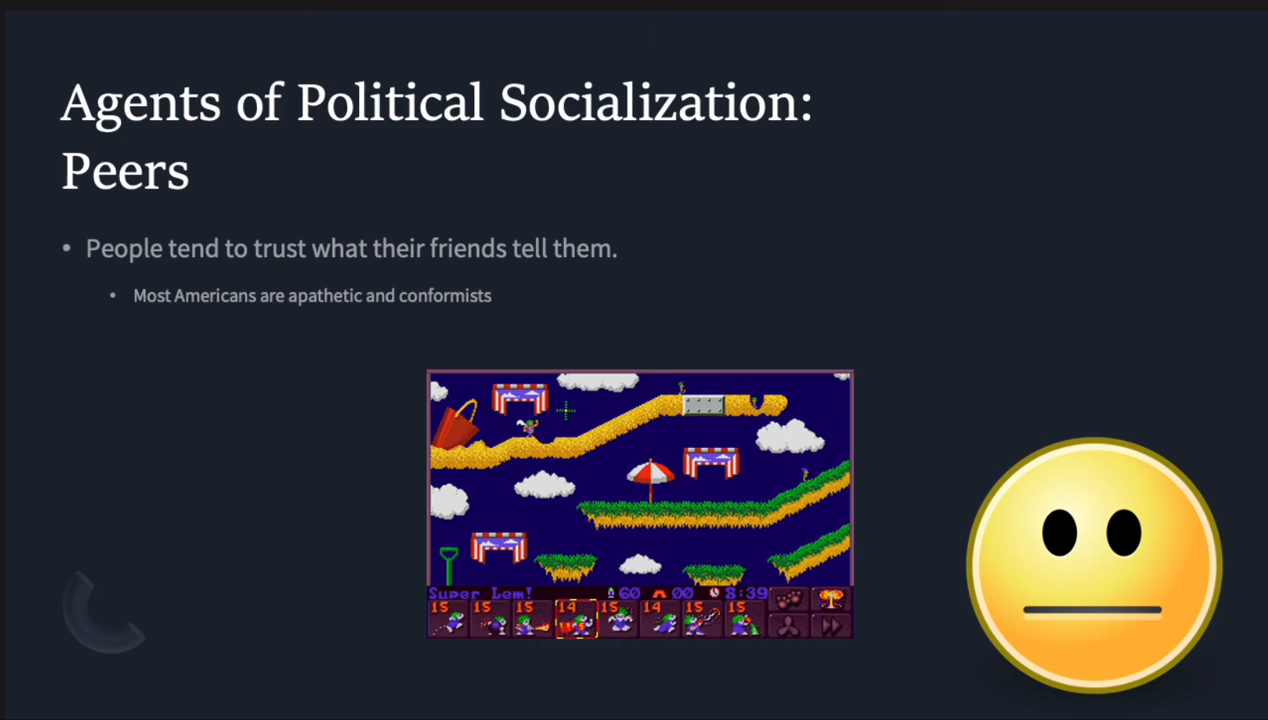 Agents of Political Socialization:
Peers
• People tend to trust what their friends tell them.
• Most Americans are apathetic and conformists
Super Lem! 60 00 8:39
15 15 15 14 15 14 15 15